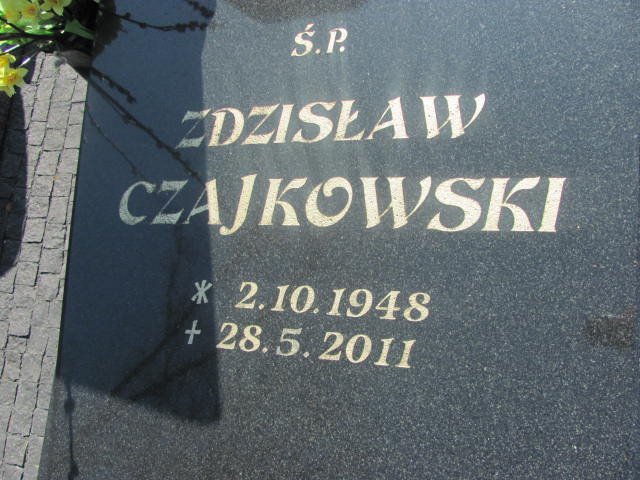 Ś.P.
ZDZISŁAW
CZAJKOWSKI
* 2.10.1948
† 28.5.2011